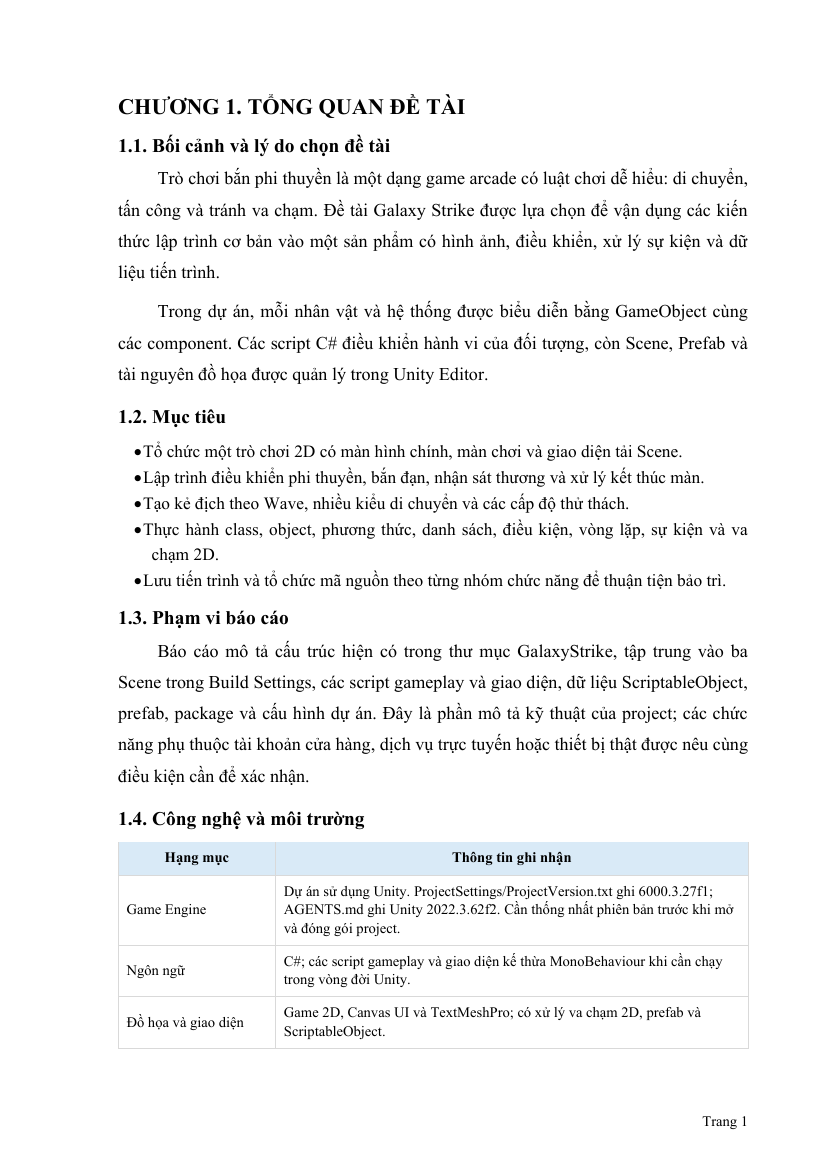 CHƯƠNG 1. TỔNG QUAN ĐỀ TÀI
1.1. Bối cảnh và lý do chọn đề tài
Trò chơi bắn phi thuyền là một dạng game arcade có luật chơi dễ hiểu: di chuyển,
tấn công và tránh va chạm. Đề tài Galaxy Strike được lựa chọn để vận dụng các kiến
thức lập trình cơ bản vào một sản phẩm có hình ảnh, điều khiển, xử lý sự kiện và dữ
liệu tiến trình.
Trong dự án, mỗi nhân vật và hệ thống được biểu diễn bằng GameObject cùng
các component. Các script C# điều khiển hành vi của đối tượng, còn Scene, Prefab và
tài nguyên đồ họa được quản lý trong Unity Editor.
1.2. Mục tiêu
•Tổ chức một trò chơi 2D có màn hình chính, màn chơi và giao diện tải Scene.
•Lập trình điều khiển phi thuyền, bắn đạn, nhận sát thương và xử lý kết thúc màn.
•Tạo kẻ địch theo Wave, nhiều kiểu di chuyển và các cấp độ thử thách.
•Thực hành class, object, phương thức, danh sách, điều kiện, vòng lặp, sự kiện và va
chạm 2D.
•Lưu tiến trình và tổ chức mã nguồn theo từng nhóm chức năng để thuận tiện bảo trì.
1.3. Phạm vi báo cáo
Báo cáo mô tả cấu trúc hiện có trong thư mục GalaxyStrike, tập trung vào ba
Scene trong Build Settings, các script gameplay và giao diện, dữ liệu ScriptableObject,
prefab, package và cấu hình dự án. Đây là phần mô tả kỹ thuật của project; các chức
năng phụ thuộc tài khoản cửa hàng, dịch vụ trực tuyến hoặc thiết bị thật được nêu cùng
điều kiện cần để xác nhận.
1.4. Công nghệ và môi trường
Hạng mục
Thông tin ghi nhận
Game Engine
Dự án sử dụng Unity. ProjectSettings/ProjectVersion.txt ghi 6000.3.27f1;
AGENTS.md ghi Unity 2022.3.62f2. Cần thống nhất phiên bản trước khi mở
và đóng gói project.
Ngôn ngữ
C#; các script gameplay và giao diện kế thừa MonoBehaviour khi cần chạy
trong vòng đời Unity.
Đồ họa và giao diện
Game 2D, Canvas UI và TextMeshPro; có xử lý va chạm 2D, prefab và
ScriptableObject.
Trang 1